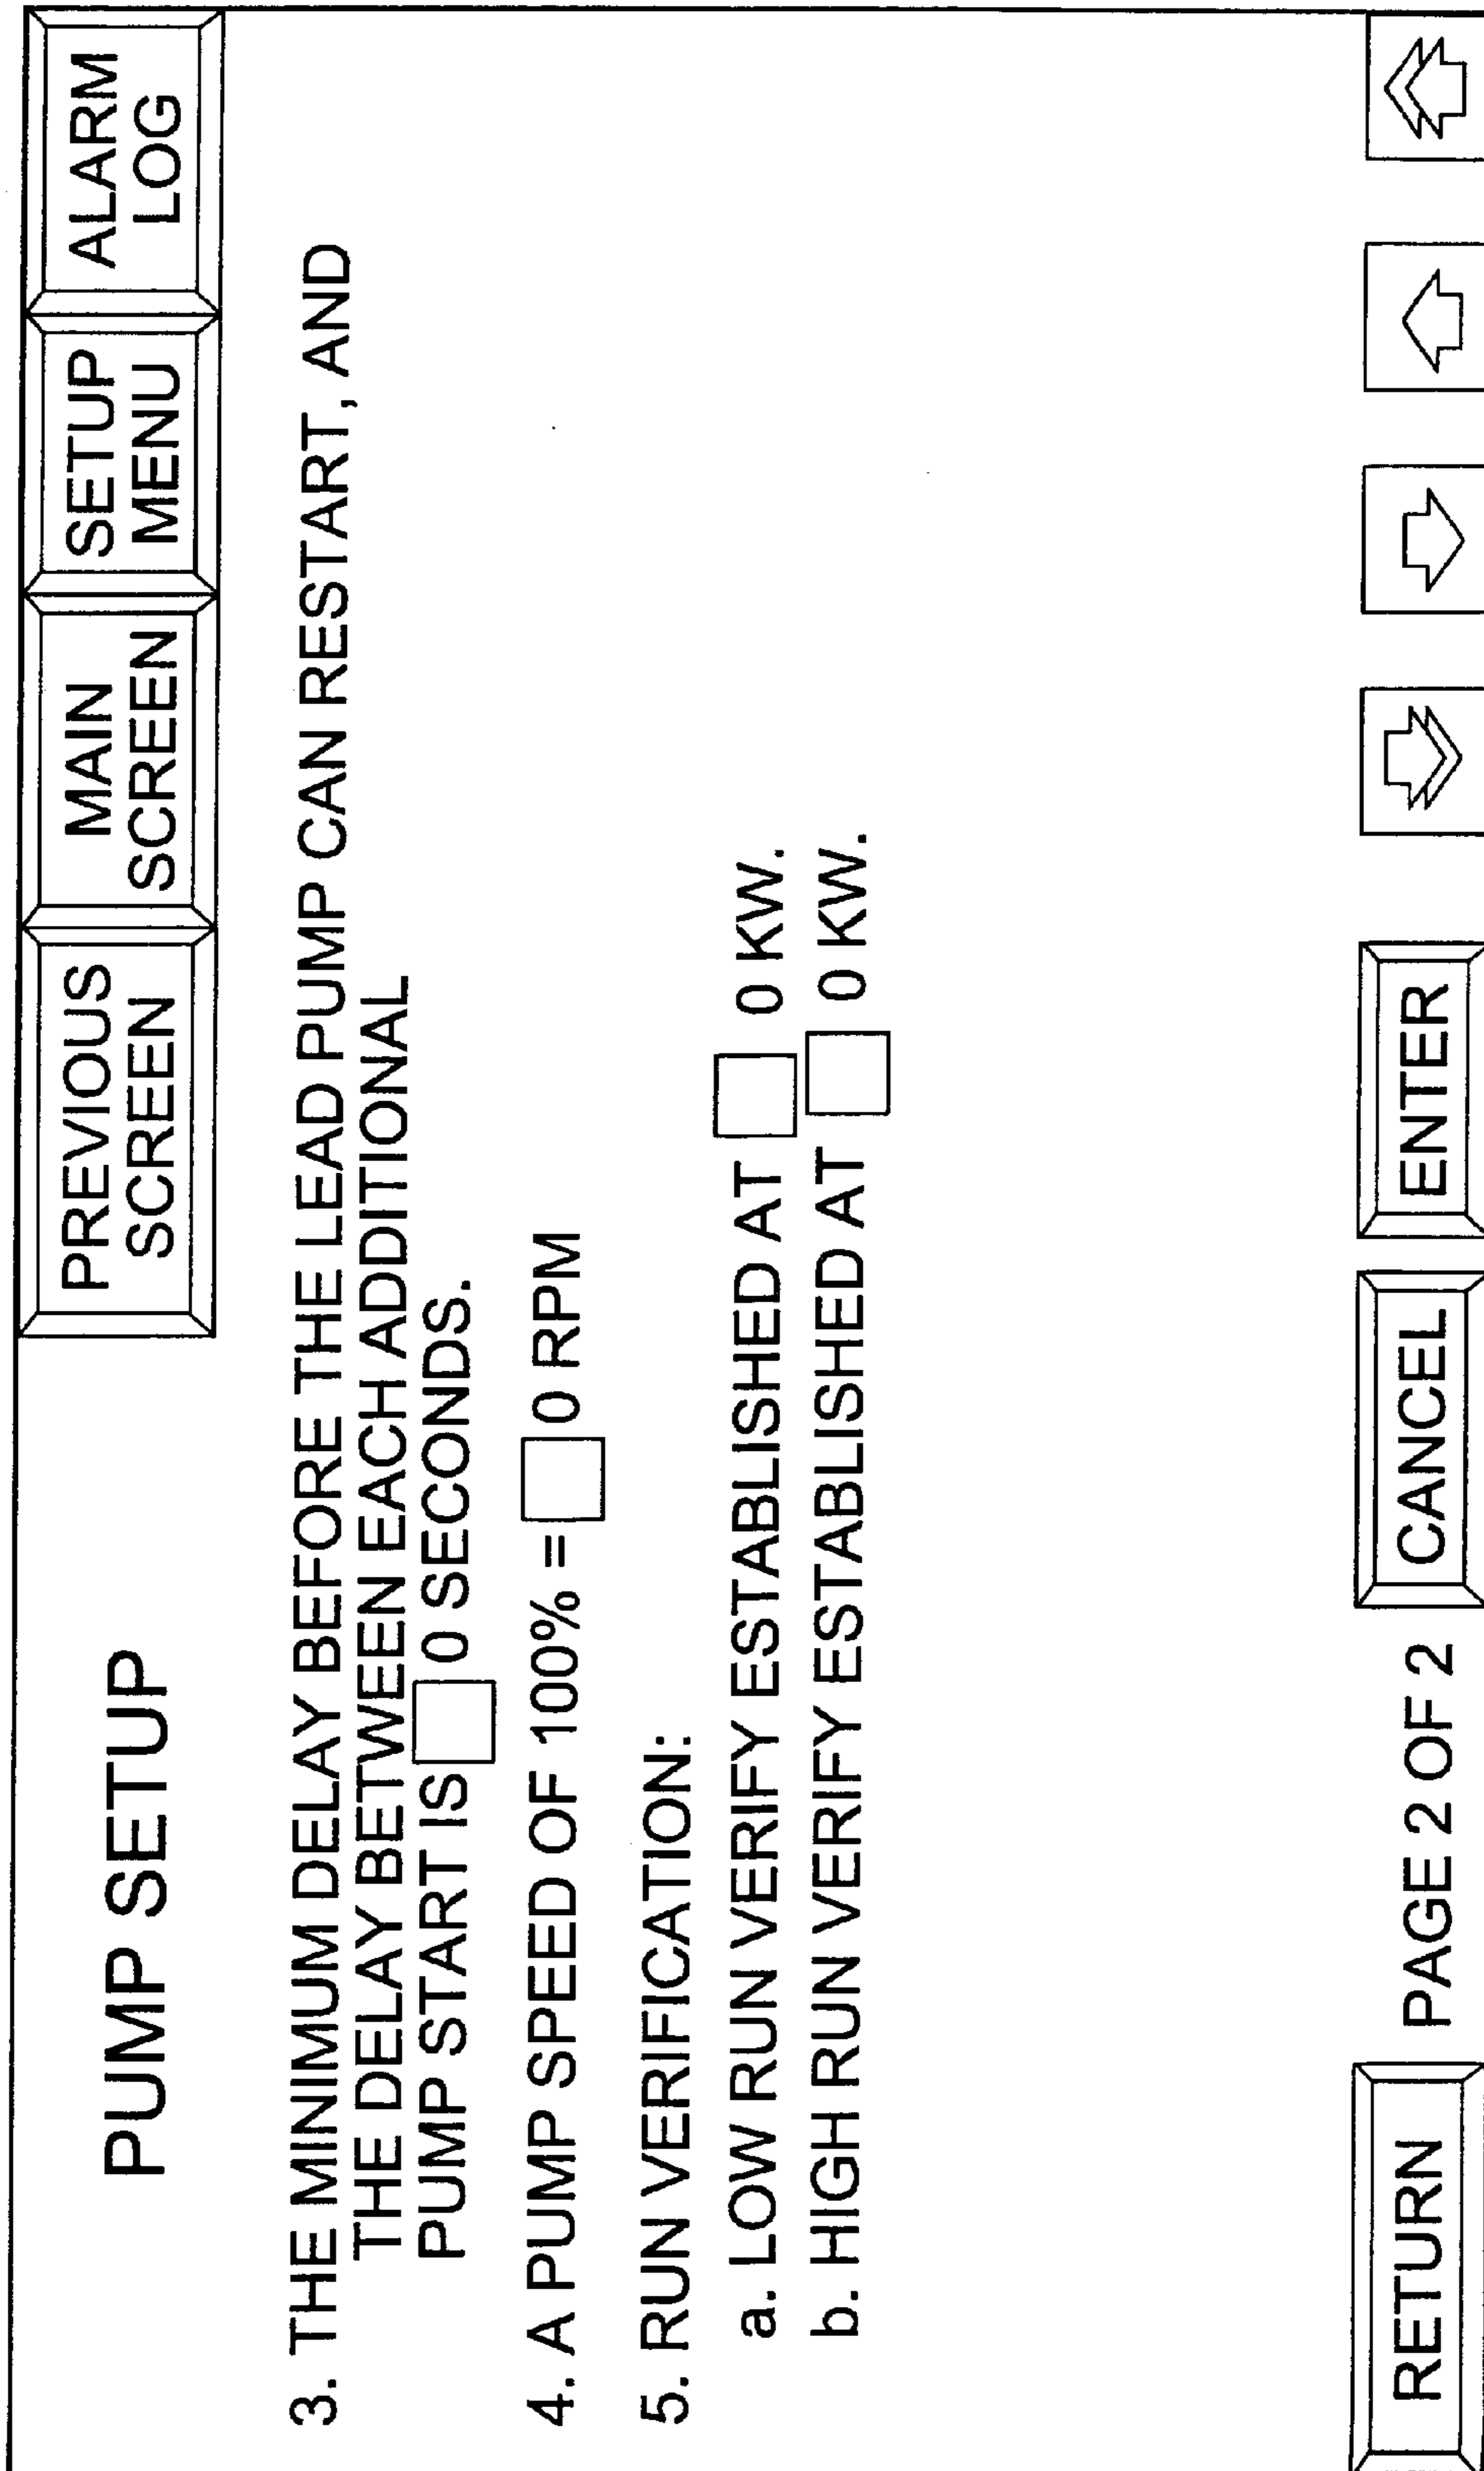 PUMP SETUP
PREVIOUS
SCREEN
MAIN
SCREEN
SETUP
MENU
ALARM
LOG
3. THE MINIMUM DELAY BEFORE THE LEAD PUMP CAN RESTART, AND
THE DELAY BETWEEN EACH ADDITIONAL
PUMP START IS 0 SECONDS.
4. A PUMP SPEED OF 100% = 0 RPM
5. RUN VERIFICATION:
a. LOW RUN VERIFY ESTABLISHED AT 0 KW.
b. HIGH RUN VERIFY ESTABLISHED AT 0 KW.
RETURN
PAGE 2 OF 2
CANCEL
ENTER